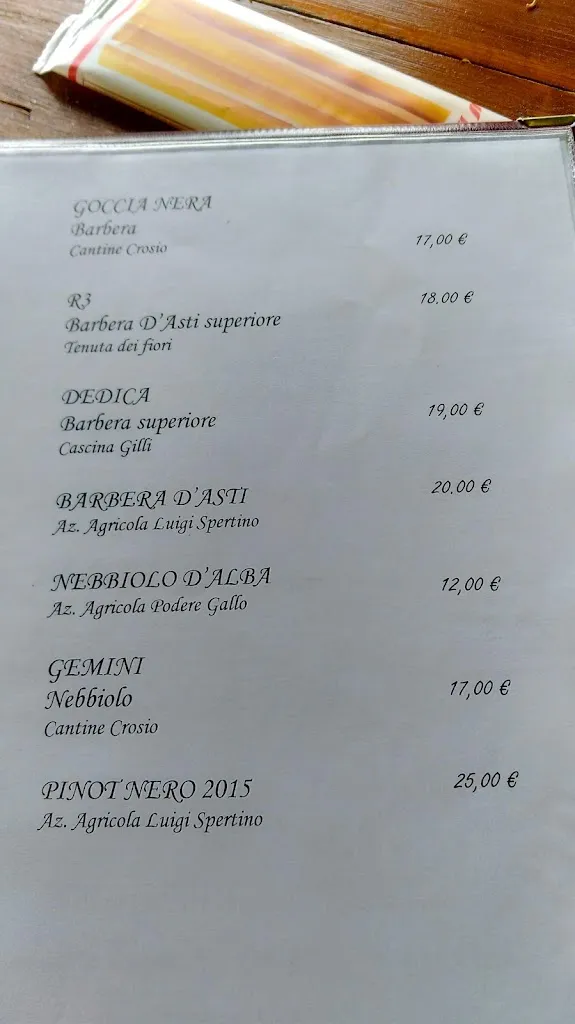 GOCCIA NERA
Barbera
17,00 €
Cantine Crosio
R3
18.00 €
Barbera D'Asti superiore
Tenuta dei fiori
DEDICA
Barbera superiore
19,00 €
Cascina Gilli
BARBERA D'ASTI
20.00 €
Az. Agricola Luigi Spertino
NEBBIOLO D'ALBA
12,00 €
Az. Agricola Podere Gallo
GEMINI
Nebbiolo
17,00 €
Cantine Crosio
PINOT NERO 2015
25,00 €
Az. Agricola Luigi Spertino